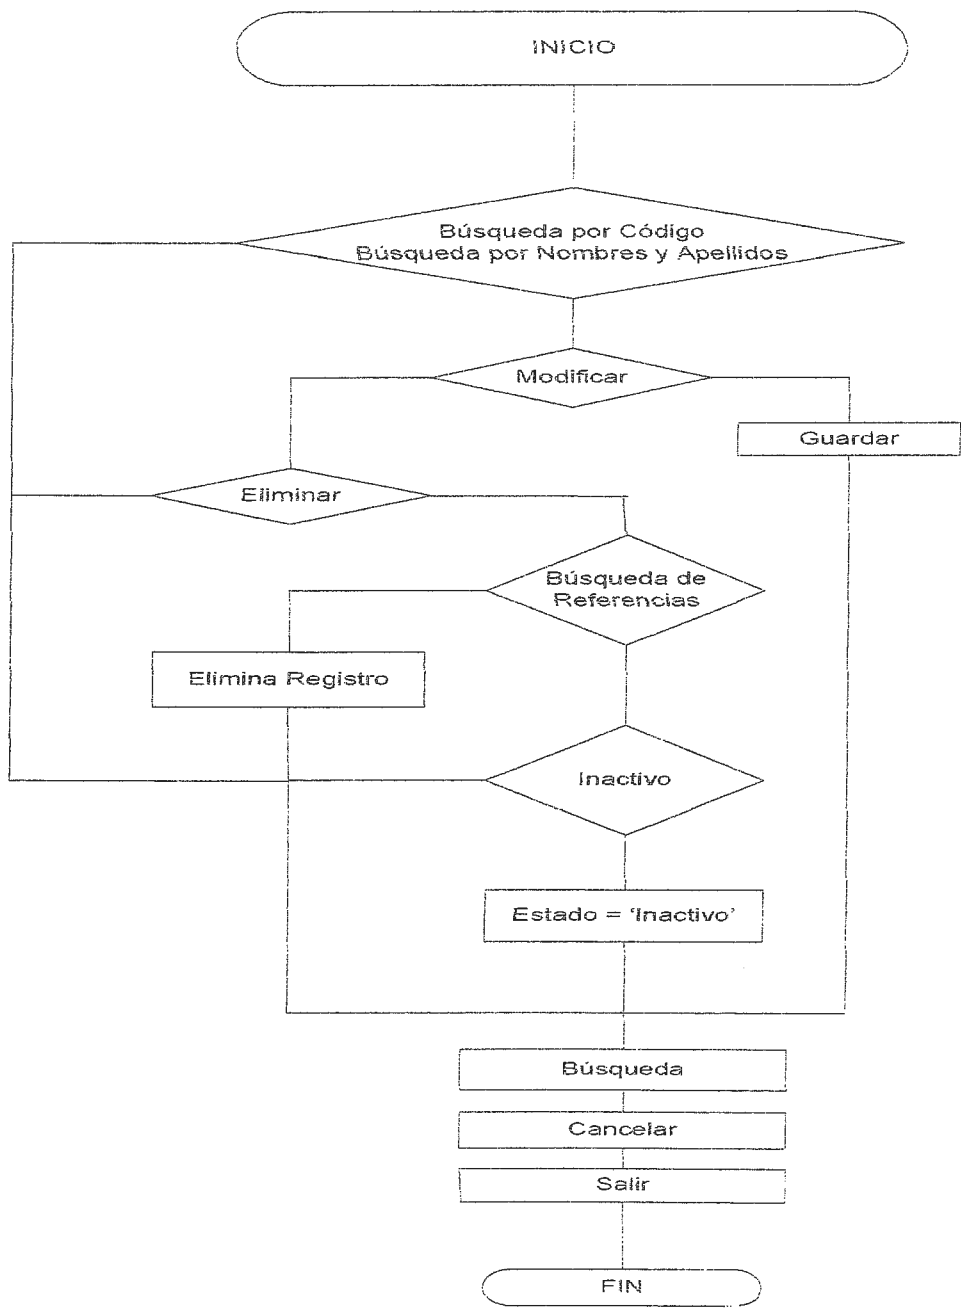 INICIO
Búsqueda por Código
Búsqueda por Nombres y Apellidos
Modificar
Guardar
Eliminar
Búsqueda de
Referencias
Elimina Registro
Inactivo
Estado = ‘Inactivo’
Búsqueda
Cancelar
Salir
FIN